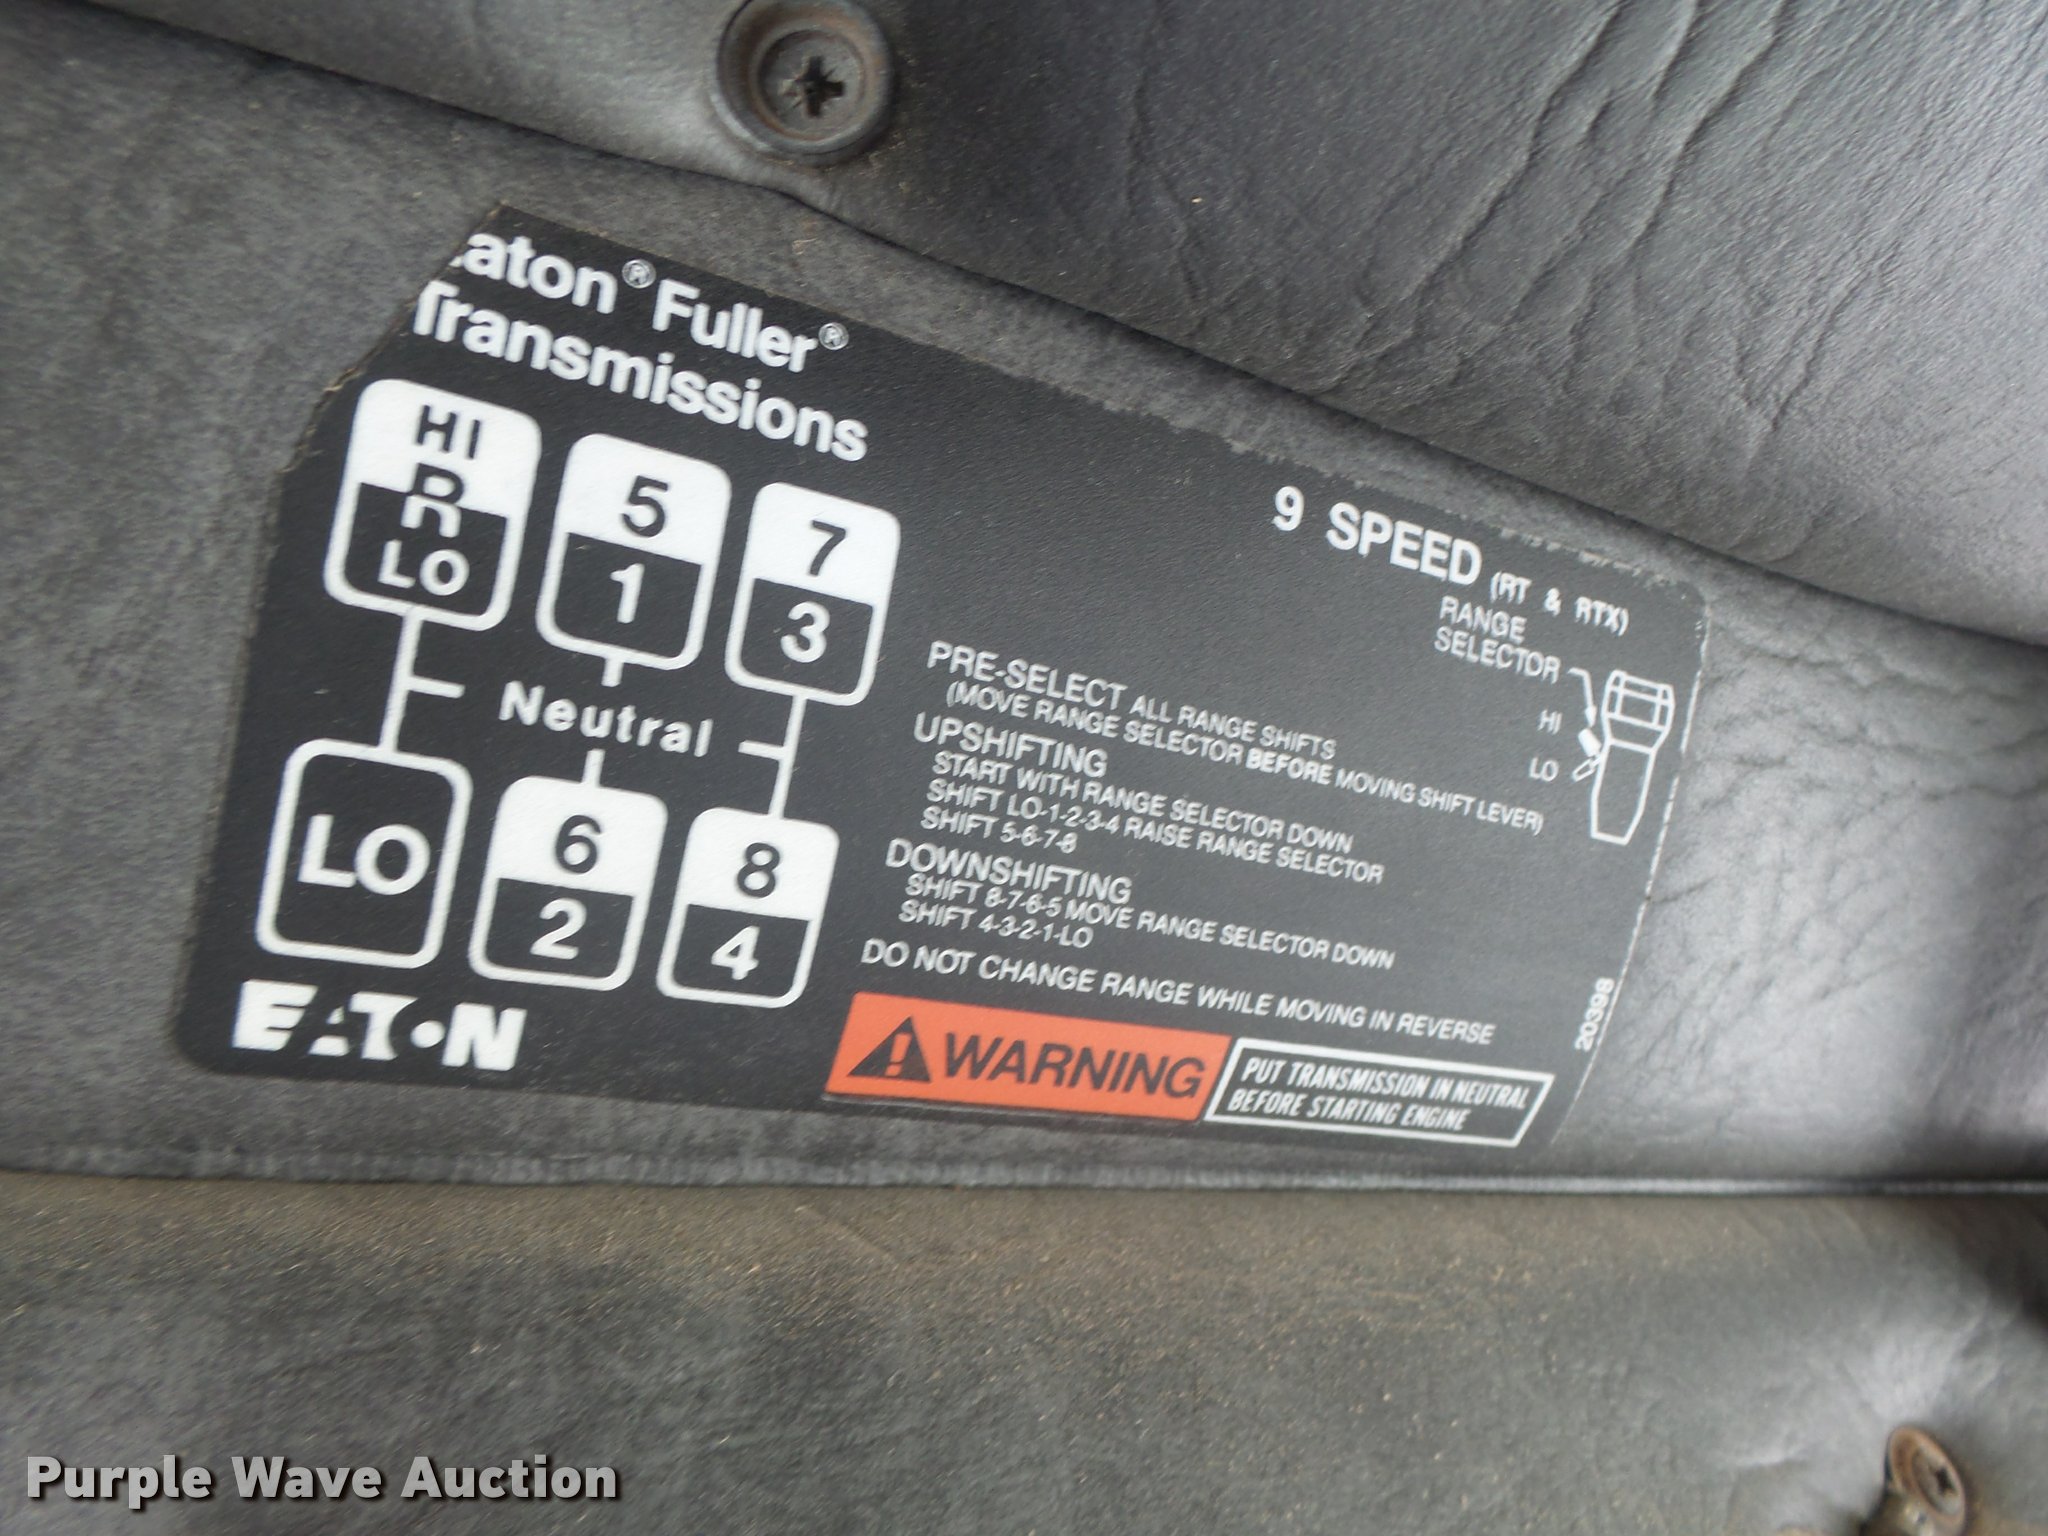 Eaton® Fuller®
Transmissions
HI
R
LO
5
1
7
3
Neutral
LO
6
2
8
4
EATON
9 SPEED (RT & RTX)
RANGE
SELECTOR
HI
LO
PRE-SELECT ALL RANGE SHIFTS
(MOVE RANGE SELECTOR BEFORE MOVING SHIFT LEVER)
UPSHIFTING
START WITH RANGE SELECTOR DOWN
SHIFT LO-1-2-3-4 RAISE RANGE SELECTOR
SHIFT 5-6-7-8
DOWNSHIFTING
SHIFT 8-7-6-5 MOVE RANGE SELECTOR DOWN
SHIFT 4-3-2-1-LO
DO NOT CHANGE RANGE WHILE MOVING IN REVERSE
20398
WARNING
PUT TRANSMISSION IN NEUTRAL
BEFORE STARTING ENGINE
Purple Wave Auction